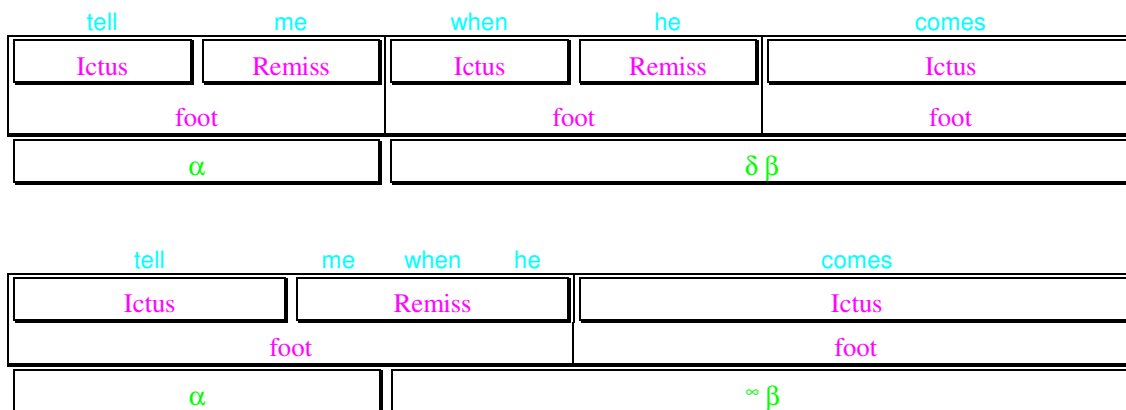 tell me when he comes
Ictus Remiss Ictus Remiss Ictus
foot foot foot
α δ β
tell me when he comes
Ictus Remiss Ictus
foot foot
α ∞ β